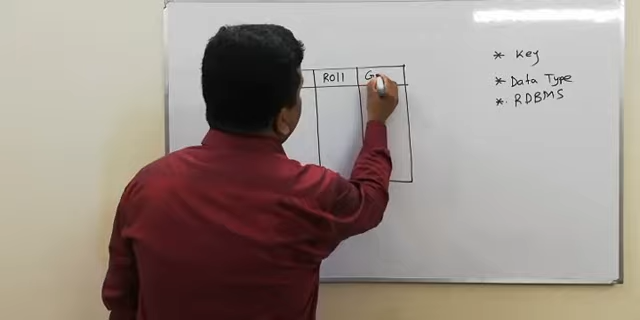 Roll
* Key
* Data Type
*. RDBMS